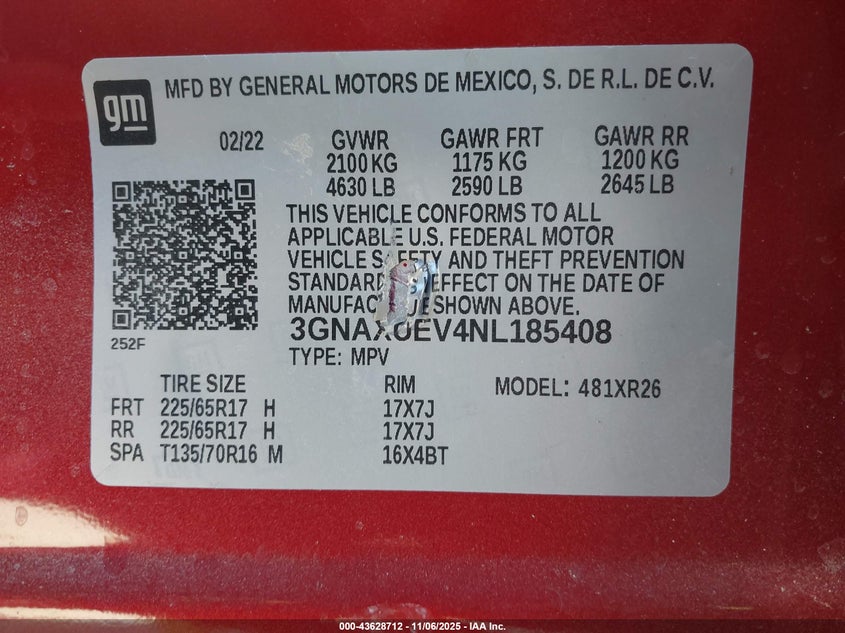 gm
MFD BY GENERAL MOTORS DE MEXICO, S. DE R.L. DE C.V.
02/22 GVWR GAWR FRT GAWR RR
2100 KG 1175 KG 1200 KG
4630 LB 2590 LB 2645 LB
THIS VEHICLE CONFORMS TO ALL
APPLICABLE U.S. FEDERAL MOTOR
VEHICLE AND THEFT PREVENTION
EFFECT ON THE DATE OF
SHOWN ABOVE.
252F
TYPE: MPV
TIRE SIZE RIM MODEL: 481XR26
FRT 225/65R17 H 17X7J
RR 225/65R17 H 17X7J
SPA T135/70R16 M 16X4BT
000-43628712 - 11/06/2025 - IAA Inc.